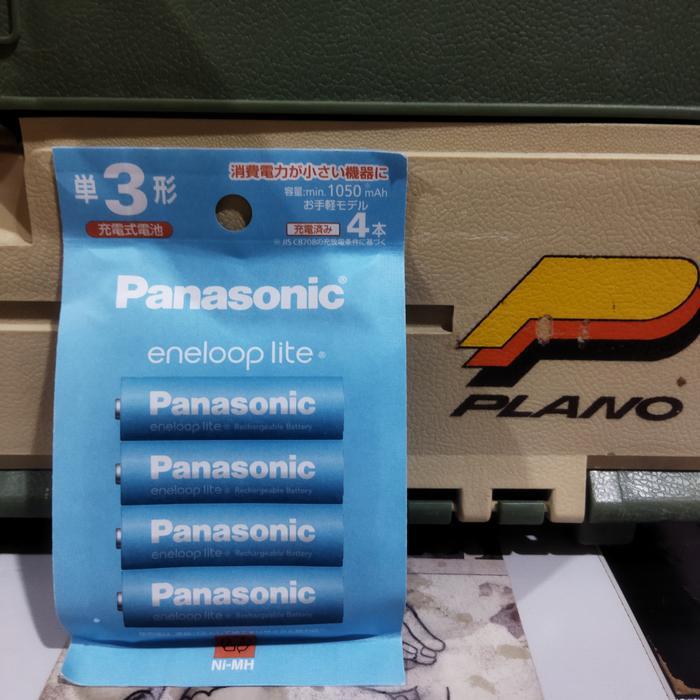 単3形
充電式電池
消費電力が小さい機器に
容量:min.1050mAh
お手軽モデル
充電済み 4本
※JIS C8708の充放電条件に基づく
Panasonic®
eneloop lite®
Panasonic
eneloop lite® Rechargeable Battery
Panasonic
eneloop lite® Rechargeable Battery
Panasonic
eneloop lite® Rechargeable Battery
Panasonic
eneloop lite® Rechargeable Battery
NI-MH
PLANO